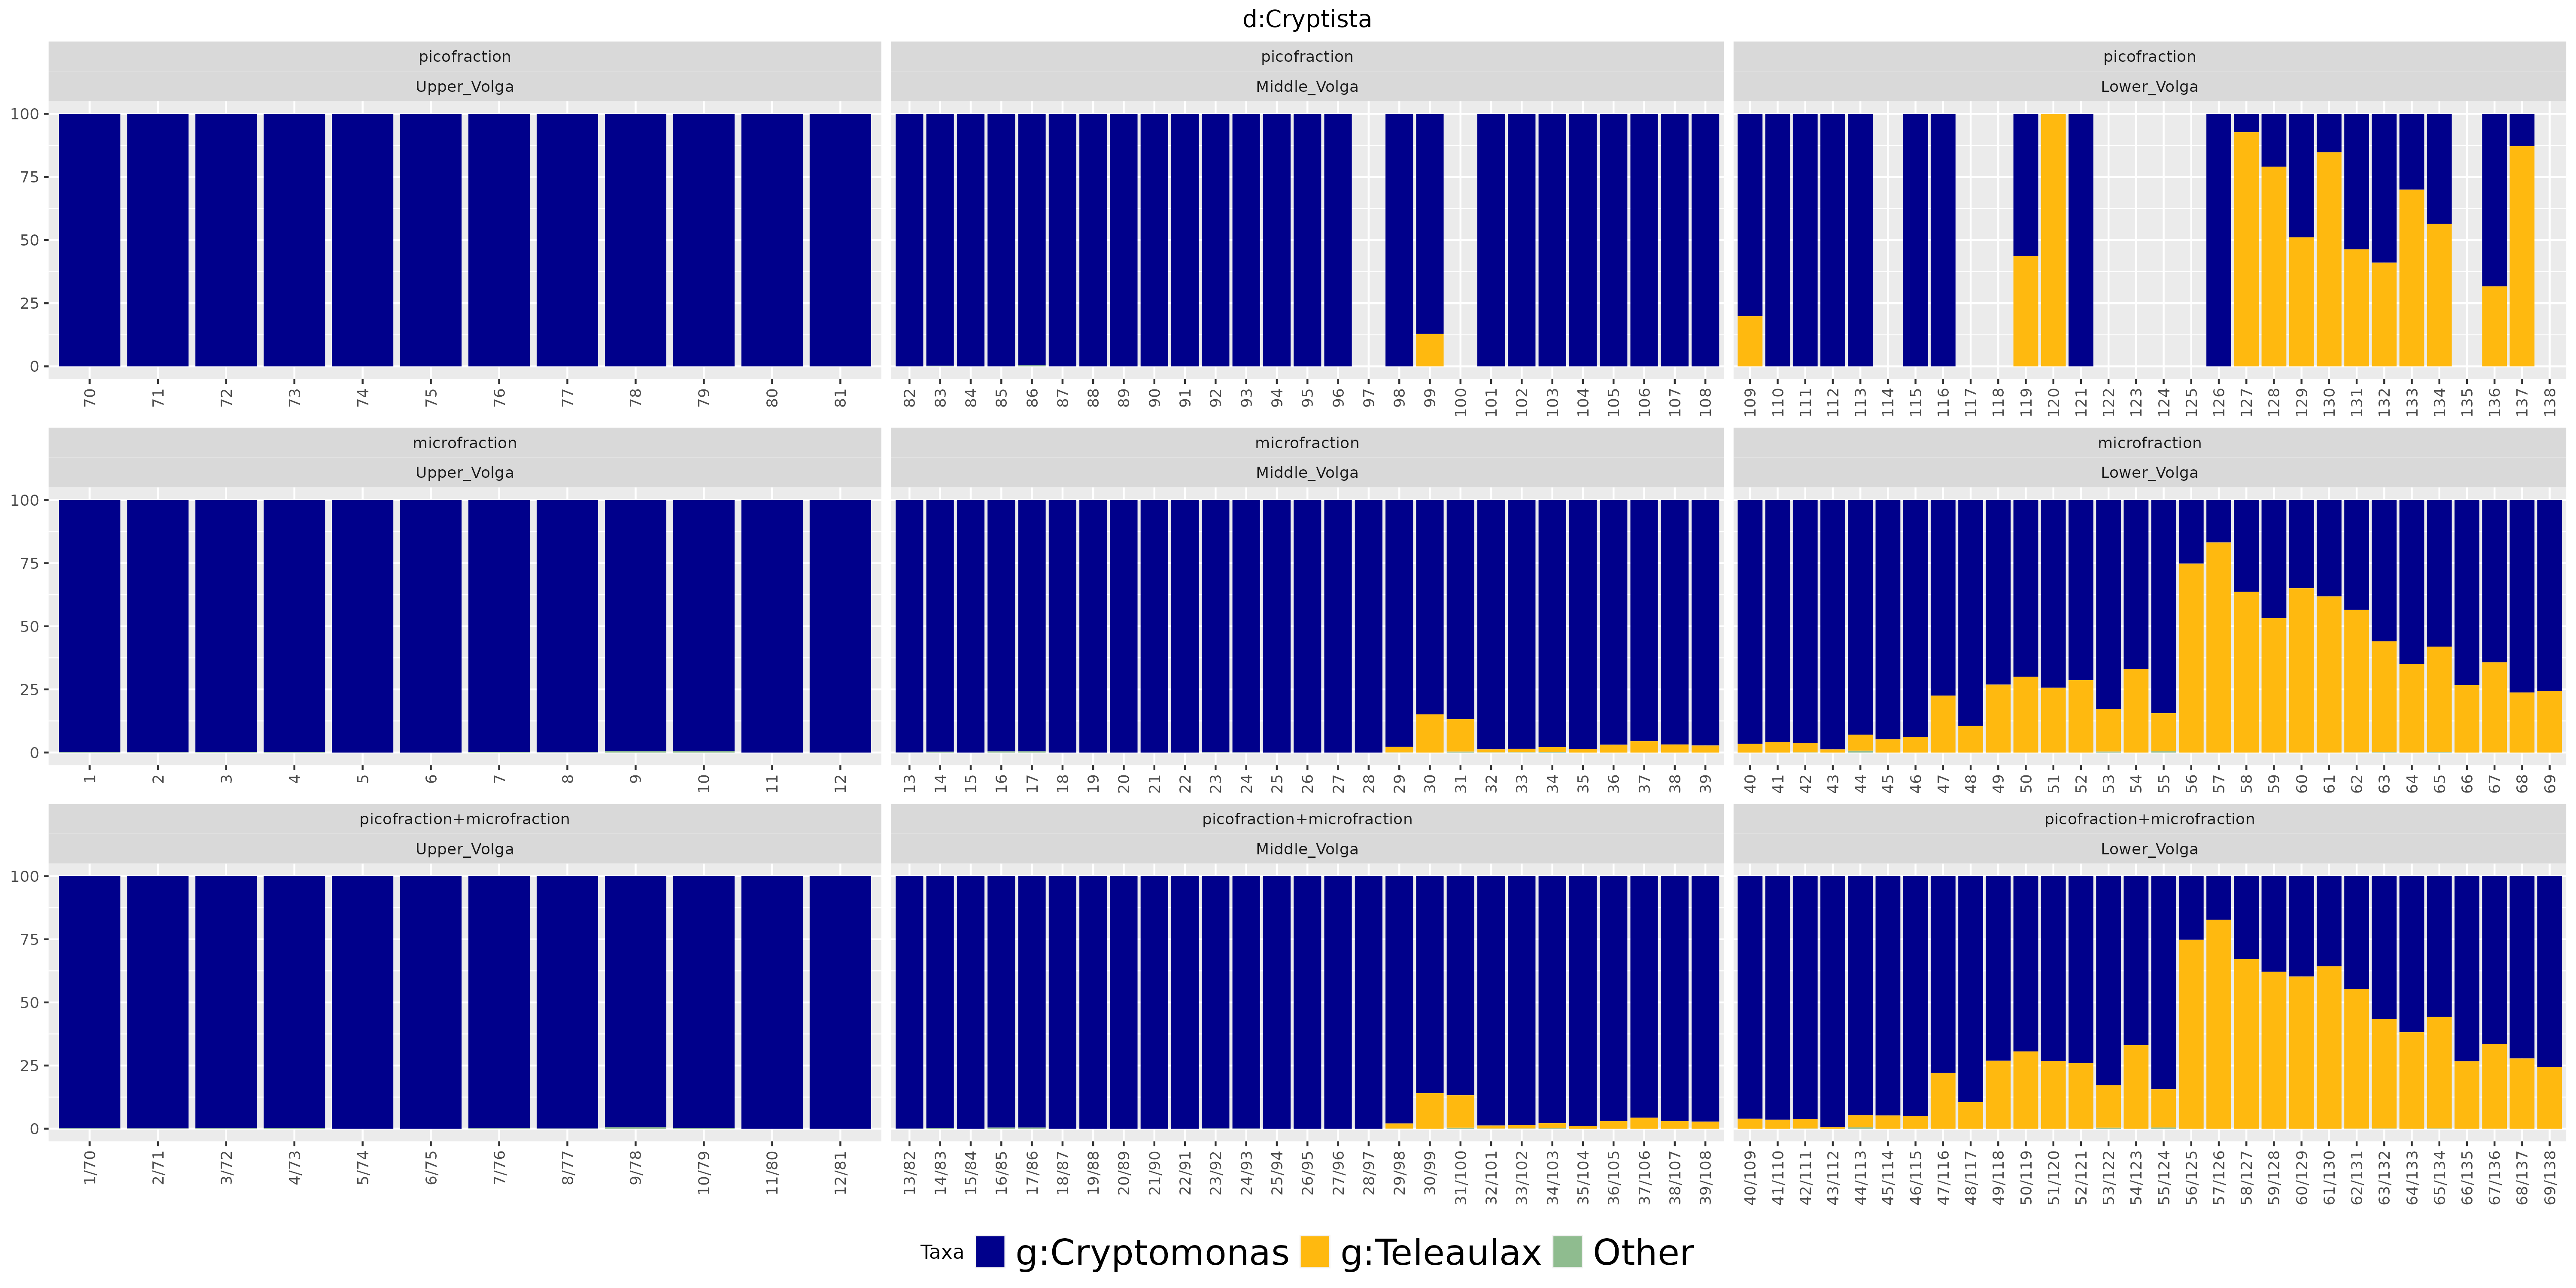 d:Cryptista
picofraction picofraction picofraction
Upper_Volga Middle_Volga Lower_Volga
100
75
50
25
0
70 71 72 73 74 75 76 77 78 79 80 81 82 83 84 85 86 87 88 89 90 91 92 93 94 95 96 97 98 99 100 101 102 103 104 105 106 107 108 109 110 111 112 113 114 115 116 117 118 119 120 121 122 123 124 125 126 127 128 129 130 131 132 133 134 135 136 137 138
microfraction microfraction microfraction
Upper_Volga Middle_Volga Lower_Volga
100
75
50
25
0
1 2 3 4 5 6 7 8 9 10 11 12 13 14 15 16 17 18 19 20 21 22 23 24 25 26 27 28 29 30 31 32 33 34 35 36 37 38 39 40 41 42 43 44 45 46 47 48 49 50 51 52 53 54 55 56 57 58 59 60 61 62 63 64 65 66 67 68 69
picofraction+microfraction picofraction+microfraction picofraction+microfraction
Upper_Volga Middle_Volga Lower_Volga
100
75
50
25
0
1/70 2/71 3/72 4/73 5/74 6/75 7/76 8/77 9/78 10/79 11/80 12/81 13/82 14/83 15/84 16/85 17/86 18/87 19/88 20/89 21/90 22/91 23/92 24/93 25/94 26/95 27/96 28/97 29/98 30/99 31/100 32/101 33/102 34/103 35/104 36/105 37/106 38/107 39/108 40/109 41/110 42/111 43/112 44/113 45/114 46/115 47/116 48/117 49/118 50/119 51/120 52/121 53/122 54/123 55/124 56/125 57/126 58/127 59/128 60/129 61/130 62/131 63/132 64/133 65/134 66/135 67/136 68/137 69/138
Taxa g:Cryptomonas g:Teleaulax Other